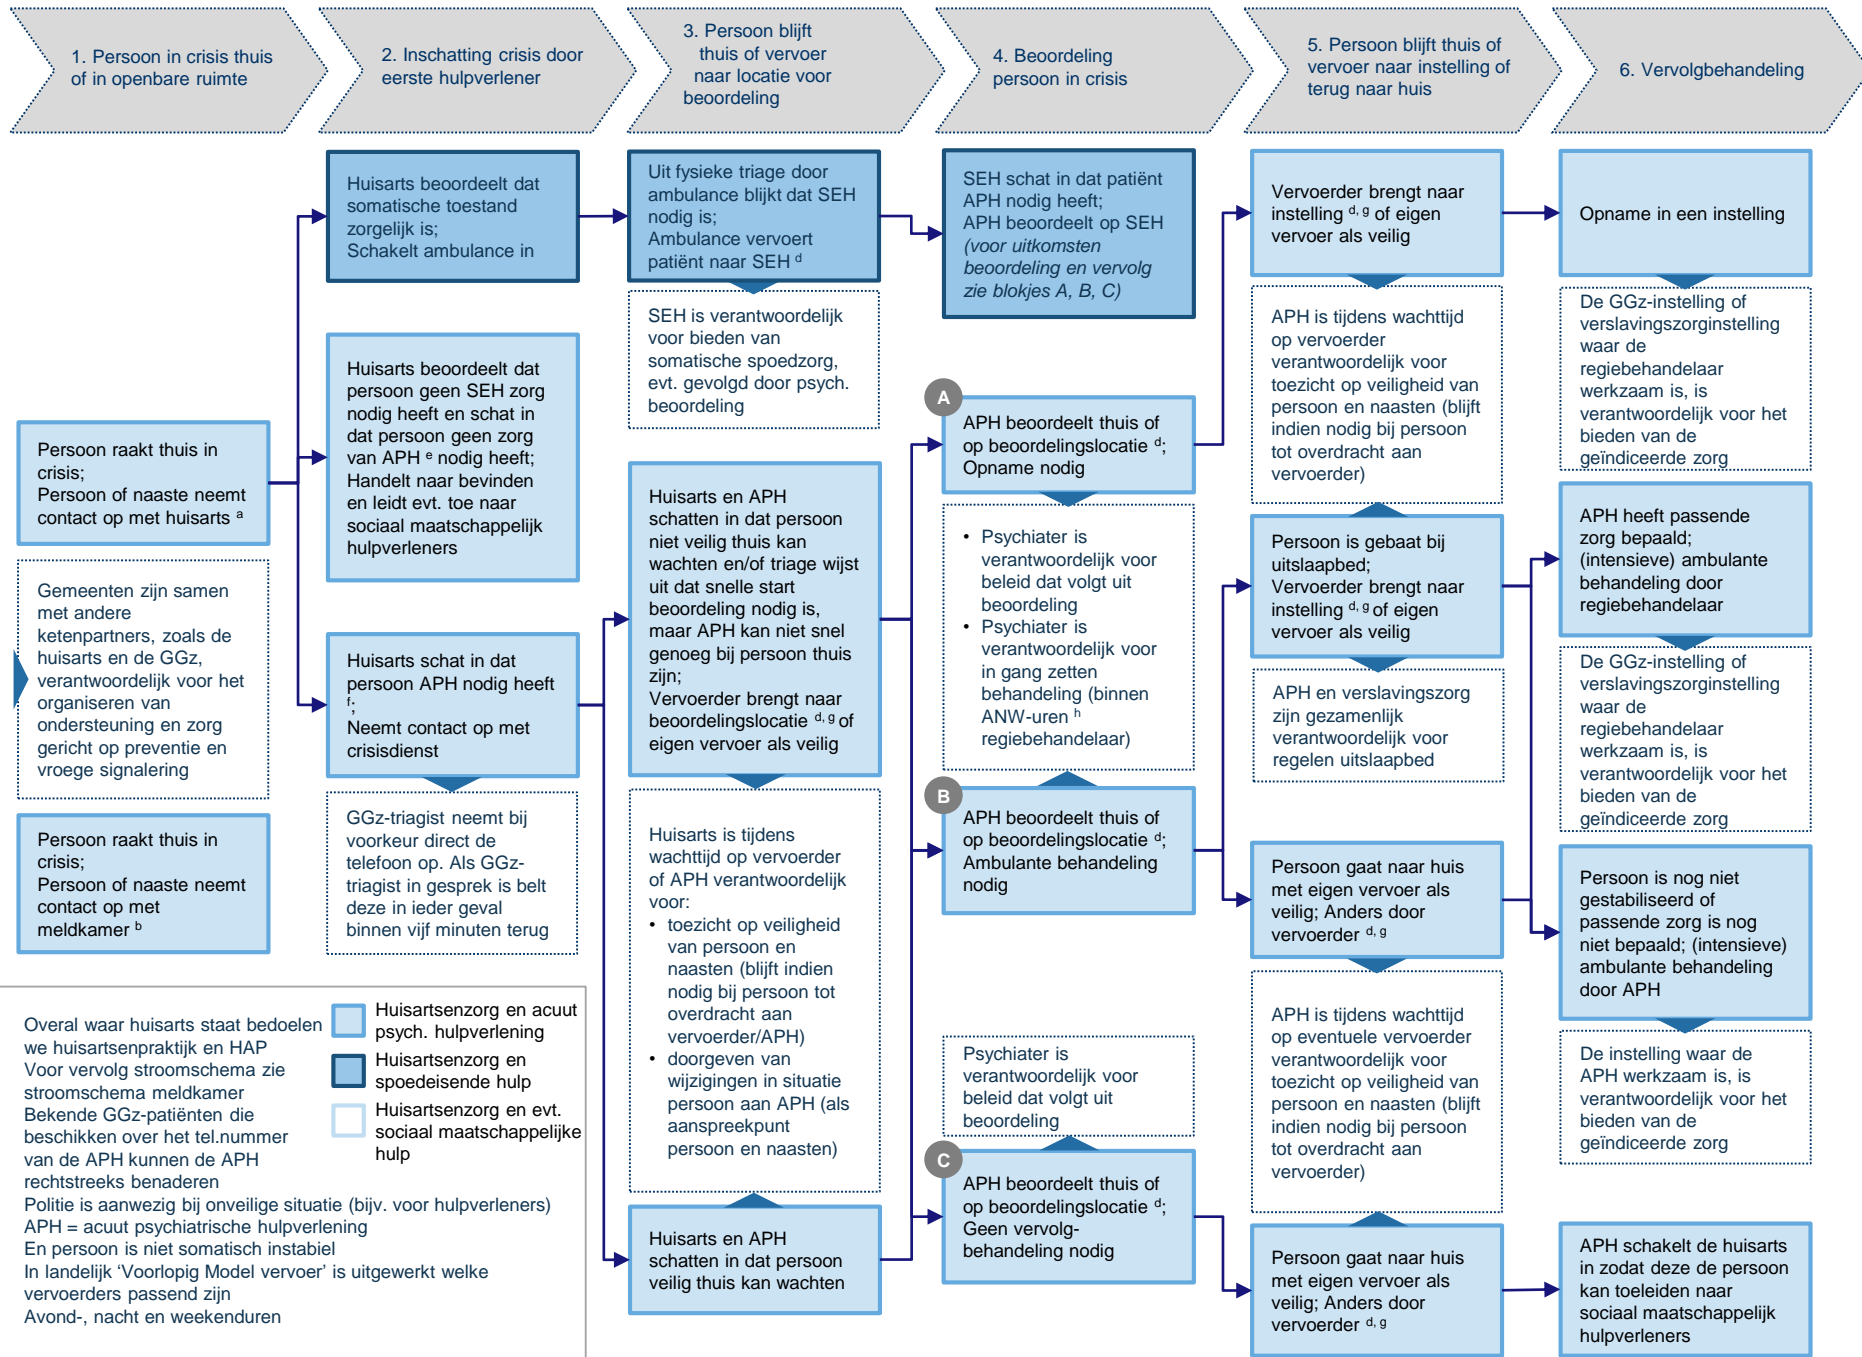 1. Persoon in crisis thuis
of in openbare ruimte
2. Inschatting crisis door
eerste hulpverlener
3. Persoon blijft
thuis of vervoer
naar locatie voor
beoordeling
4. Beoordeling
persoon in crisis
5. Persoon blijft thuis of
vervoer naar instelling of
terug naar huis
6. Vervolgbehandeling
Persoon raakt thuis in
crisis;
Persoon of naaste neemt
contact op met huisarts a
Gemeenten zijn samen
met andere
ketenpartners, zoals de
huisarts en de GGz,
verantwoordelijk voor het
organiseren van
ondersteuning en zorg
gericht op preventie en
vroege signalering
Persoon raakt thuis in
crisis;
Persoon of naaste neemt
contact op met
meldkamer b
Huisarts beoordeelt dat
somatische toestand
zorgelijk is;
Schakelt ambulance in
Huisarts beoordeelt dat
persoon geen SEH zorg
nodig heeft en schat in
dat persoon geen zorg
van APH e nodig heeft;
Handelt naar bevinden
en leidt evt. toe naar
sociaal maatschappelijk
hulpverleners
Huisarts schat in dat
persoon APH nodig heeft
f;
Neemt contact op met
crisisdienst
GGz-triagist neemt bij
voorkeur direct de
telefoon op. Als GGz-
triagist in gesprek is belt
deze in ieder geval
binnen vijf minuten terug
Uit fysieke triage door
ambulance blijkt dat SEH
nodig is;
Ambulance vervoert
patiënt naar SEH d
SEH is verantwoordelijk
voor bieden van
somatische spoedzorg,
evt. gevolgd door psych.
beoordeling
Huisarts en APH
schatten in dat persoon
niet veilig thuis kan
wachten en/of triage wijst
uit dat snelle start
beoordeling nodig is,
maar APH kan niet snel
genoeg bij persoon thuis
zijn;
Vervoerder brengt naar
beoordelingslocatie d, g of
eigen vervoer als veilig
Huisarts is tijdens
wachttijd op vervoerder
of APH verantwoordelijk
voor:
• toezicht op veiligheid
van persoon en
naasten (blijft indien
nodig bij persoon tot
overdracht aan
vervoerder/APH)
• doorgeven van
wijzigingen in situatie
persoon aan APH (als
aanspreekpunt
persoon en naasten)
Huisarts en APH
schatten in dat persoon
veilig thuis kan wachten
SEH schat in dat patiënt
APH nodig heeft;
APH beoordeelt op SEH
(voor uitkomsten
beoordeling en vervolg
zie blokjes A, B, C)
A
APH beoordeelt thuis of
op beoordelingslocatie d;
Opname nodig
• Psychiater is
verantwoordelijk voor
beleid dat volgt uit
beoordeling
• Psychiater is
verantwoordelijk voor
in gang zetten
behandeling (binnen
ANW-uren h
regiebehandelaar)
B
APH beoordeelt thuis of
op beoordelingslocatie d;
Ambulante behandeling
nodig
Psychiater is
verantwoordelijk voor
beleid dat volgt uit
beoordeling
C
APH beoordeelt thuis of
op beoordelingslocatie d;
Geen vervolg-
behandeling nodig
Vervoerder brengt naar
instelling d, g of eigen
vervoer als veilig
APH is tijdens wachttijd
op vervoerder
verantwoordelijk voor
toezicht op veiligheid van
persoon en naasten (blijft
indien nodig bij persoon
tot overdracht aan
vervoerder)
Persoon is gebaat bij
uitslaapbed;
Vervoerder brengt naar
instelling d, g of eigen
vervoer als veilig
APH en verslavingszorg
zijn gezamenlijk
verantwoordelijk voor
regelen uitslaapbed
Persoon gaat naar huis
met eigen vervoer als
veilig; Anders door
vervoerder d, g
APH is tijdens wachttijd
op eventuele vervoerder
verantwoordelijk voor
toezicht op veiligheid van
persoon en naasten (blijft
indien nodig bij persoon
tot overdracht aan
vervoerder)
Persoon gaat naar huis
met eigen vervoer als
veilig; Anders door
vervoerder d, g
Opname in een instelling
De GGz-instelling of
verslavingszorginstelling
waar de
regiebehandelaar
werkzaam is, is
verantwoordelijk voor het
bieden van de
geïndiceerde zorg
APH heeft passende
zorg bepaald;
(intensieve) ambulante
behandeling door
regiebehandelaar
De GGz-instelling of
verslavingszorginstelling
waar de
regiebehandelaar
werkzaam is, is
verantwoordelijk voor het
bieden van de
geïndiceerde zorg
Persoon is nog niet
gestabiliseerd of
passende zorg is nog
niet bepaald; (intensieve)
ambulante behandeling
door APH
De instelling waar de
APH werkzaam is, is
verantwoordelijk voor het
bieden van de
geïndiceerde zorg
APH schakelt de huisarts
in zodat deze de persoon
kan toeleiden naar
sociaal maatschappelijk
hulpverleners
Overal waar huisarts staat bedoelen
we huisartsenpraktijk en HAP
Voor vervolg stroomschema zie
stroomschema meldkamer
Bekende GGz-patiënten die
beschikken over het tel.nummer
van de APH kunnen de APH
rechtstreeks benaderen
Politie is aanwezig bij onveilige situatie (bijv. voor hulpverleners)
APH = acuut psychiatrische hulpverlening
En persoon is niet somatisch instabiel
In landelijk ‘Voorlopig Model vervoer’ is uitgewerkt welke
vervoerders passend zijn
Avond-, nacht en weekenduren
Huisartsenzorg en acuut
psych. hulpverlening
Huisartsenzorg en
spoedeisende hulp
Huisartsenzorg en evt.
sociaal maatschappelijke
hulp